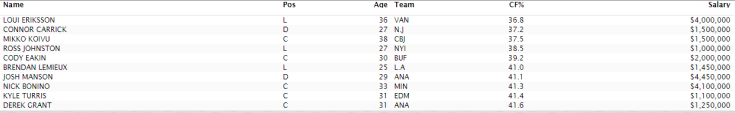 Name Pos Age Team CF% Salary
LOUI ERIKSSON L 36 VAN 36.8 $4,000,000
CONNOR CARRICK D 27 N.J 37.2 $1,500,000
MIKKO KOIVU C 38 CBJ 37.5 $1,500,000
ROSS JOHNSTON L 27 NYI 38.5 $1,000,000
CODY EAKIN C 30 BUF 39.2 $2,000,000
BRENDAN LEMIEUX L 25 L.A 41.0 $1,450,000
JOSH MANSON D 29 ANA 41.1 $4,450,000
NICK BONINO C 33 MIN 41.3 $4,100,000
KYLE TURRIS C 31 EDM 41.4 $1,100,000
DEREK GRANT C 31 ANA 41.6 $1,250,000